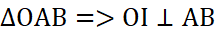 ΔOAB => OI ⊥ AB